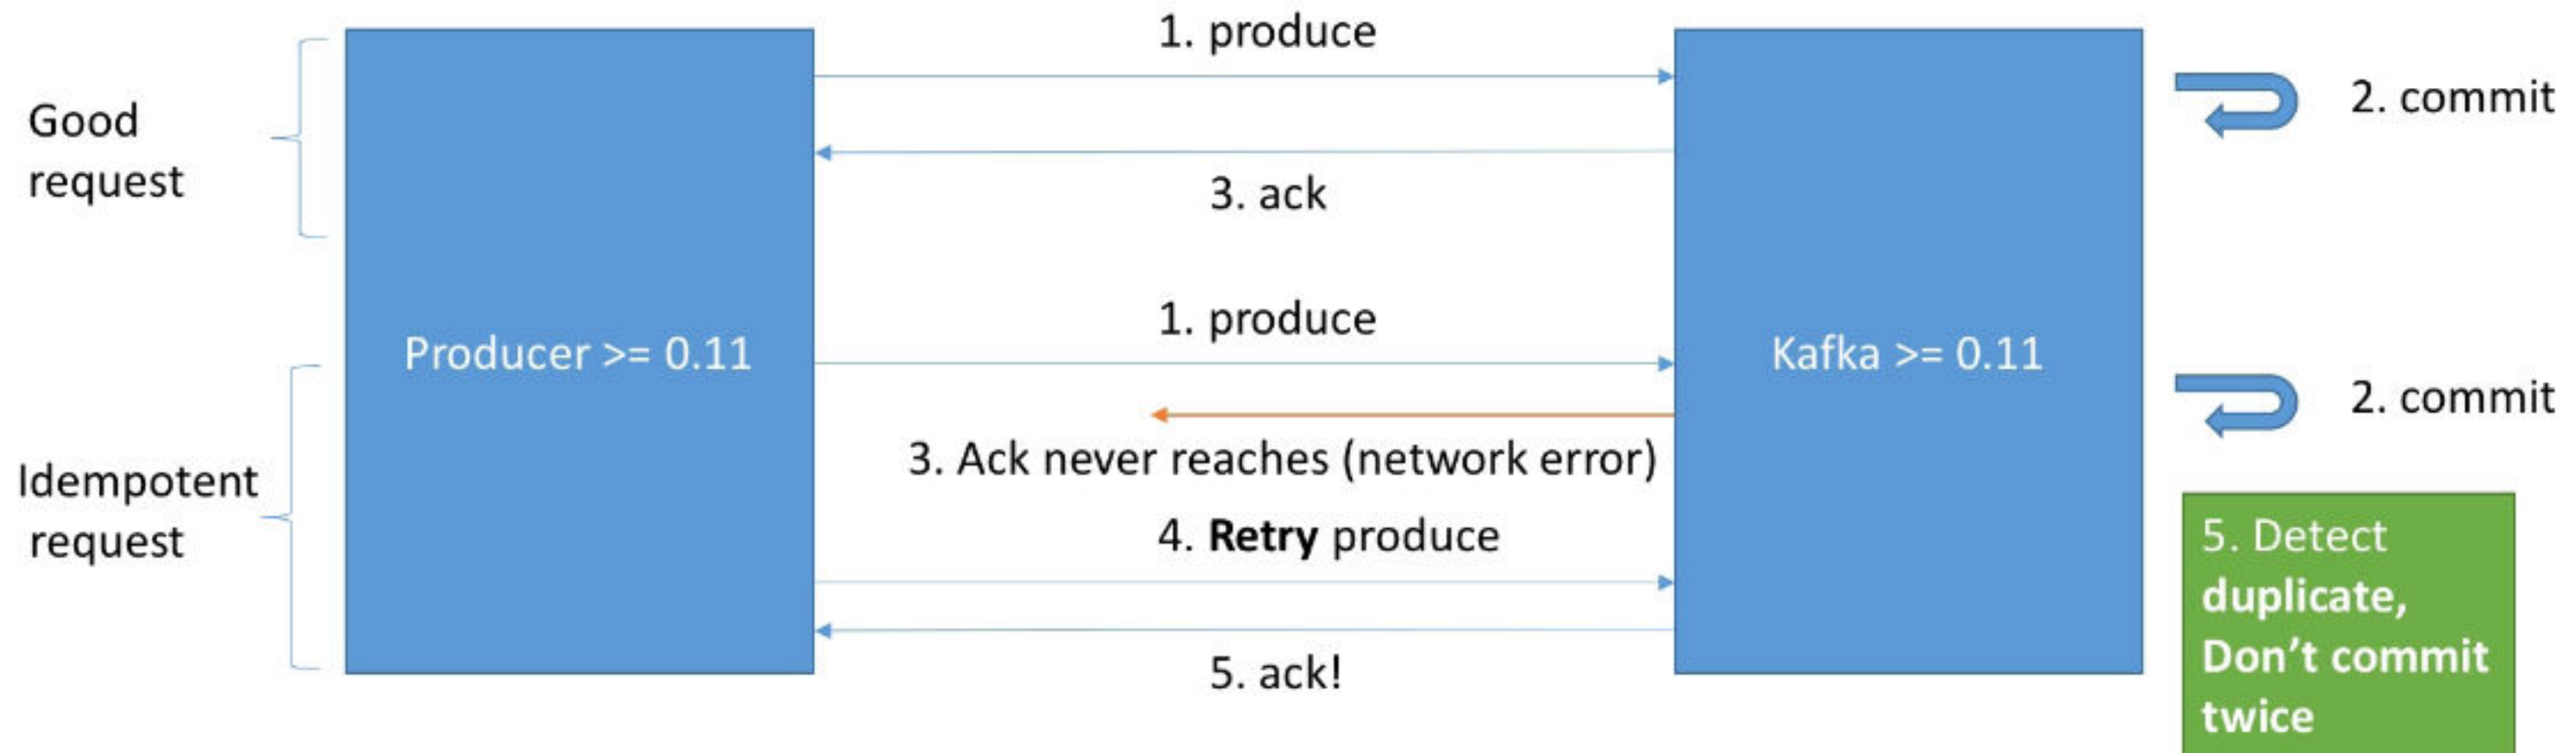 1. produce
Good
request
2. commit
3. ack
1. produce
Producer >= 0.11
Kafka >= 0.11
2. commit
3. Ack never reaches (network error)
Idempotent
request
4. Retry produce
5. Detect
duplicate,
Don’t commit
twice
5. ack!